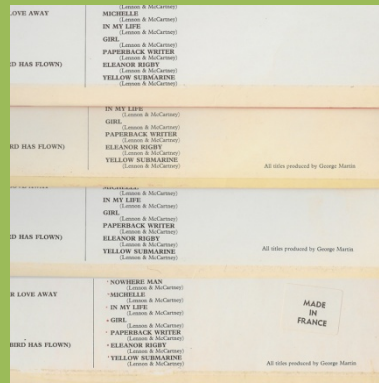 (Lennon & McCartney)
LOVE AWAY
MICHELLE
(Lennon & McCartney)
IN MY LIFE
(Lennon & McCartney)
GIRL
(Lennon & McCartney)
PAPERBACK WRITER
(Lennon & McCartney)
RD HAS FLOWN)
ELEANOR RIGBY
(Lennon & McCartney)
YELLOW SUBMARINE
(Lennon & McCartney)
IN MY LIFE
(Lennon & McCartney)
GIRL
(Lennon & McCartney)
PAPERBACK WRITER
(Lennon & McCartney)
IRD HAS FLOWN)
ELEANOR RIGBY
(Lennon & McCartney)
YELLOW SUBMARINE
(Lennon & McCartney)
All titles produced by George Martin
MICHELLE
(Lennon & McCartney)
IN MY LIFE
(Lennon & McCartney)
GIRL
(Lennon & McCartney)
PAPERBACK WRITER
(Lennon & McCartney)
D HAS FLOWN)
ELEANOR RIGBY
(Lennon & McCartney)
YELLOW SUBMARINE
(Lennon & McCartney)
All titles produced by George Martin
NOWHERE MAN
(Lennon & McCartney)
R LOVE AWAY
MICHELLE
(Lennon & McCartney)
IN MY LIFE
(Lennon & McCartney)
GIRL
(Lennon & McCartney)
PAPERBACK WRITER
(Lennon & McCartney)
BIRD HAS FLOWN)
ELEANOR RIGBY
(Lennon & McCartney)
YELLOW SUBMARINE
(Lennon & McCartney)
MADE
IN
FRANCE
All titles produced by George Martin